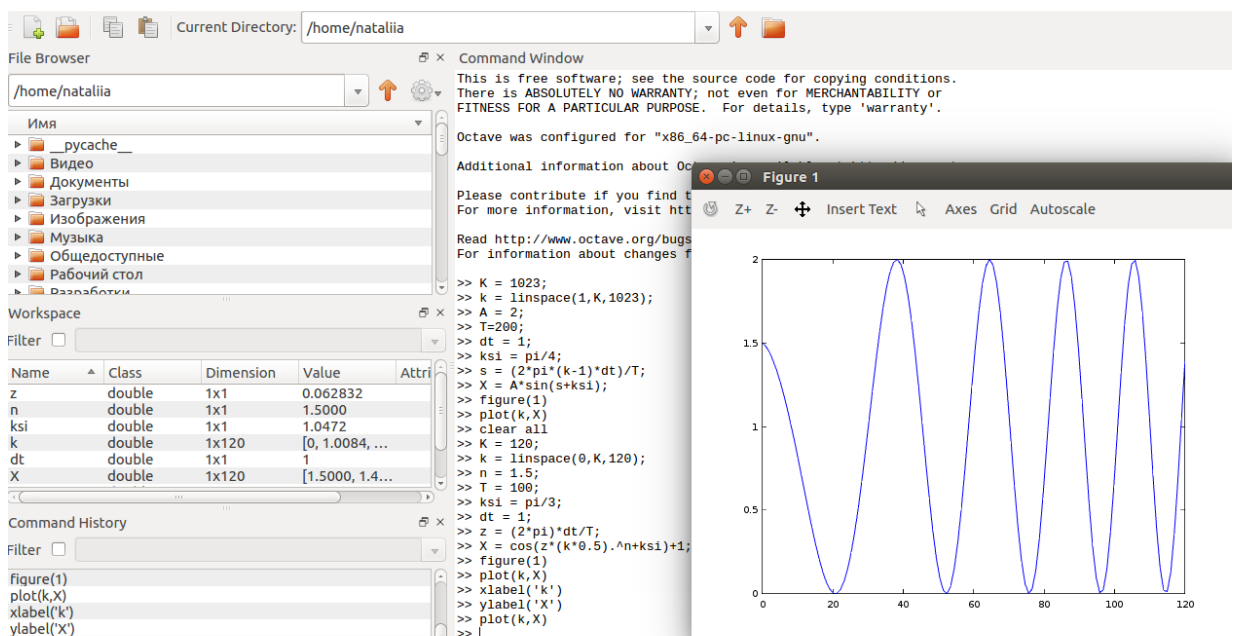 Current Directory: /home/nataliia
File Browser
/home/nataliia
Имя
__pycache__
Видео
Документы
Загрузки
Изображения
Музыка
Общедоступные
Рабочий стол
Разработки
Workspace
Filter
Name Class Dimension Value Attri
z double 1x1 0.062832
n double 1x1 1.5000
ksi double 1x1 1.0472
k double 1x120 [0, 1.0084, ...
dt double 1x1 1
X double 1x120 [1.5000, 1.4...
Command History
Filter
figure(1)
plot(k,X)
xlabel('k')
ylabel('X')
Command Window
This is free software; see the source code for copying conditions.
There is ABSOLUTELY NO WARRANTY; not even for MERCHANTABILITY or
FITNESS FOR A PARTICULAR PURPOSE.  For details, type 'warranty'.
Octave was configured for "x86_64-pc-linux-gnu".
Additional information about Oc
Please contribute if you find t
For more information, visit htt
Read http://www.octave.org/bugs
For information about changes f
>> K = 1023;
>> k = linspace(1,K,1023);
>> A = 2;
>> T=200;
>> dt = 1;
>> ksi = pi/4;
>> s = (2*pi*(k-1)*dt)/T;
>> X = A*sin(s+ksi);
>> figure(1)
>> plot(k,X)
>> clear all
>> K = 120;
>> k = linspace(0,K,120);
>> n = 1.5;
>> T = 100;
>> ksi = pi/3;
>> dt = 1;
>> z = (2*pi)*dt/T;
>> X = cos(z*(k*0.5).^n+ksi)+1;
>> figure(1)
>> plot(k,X)
>> xlabel('k')
>> ylabel('X')
>> plot(k,X)
>>
Figure 1
Z+ Z- Insert Text Axes Grid Autoscale
2
1.5
1
0.5
0
0 20 40 60 80 100 120